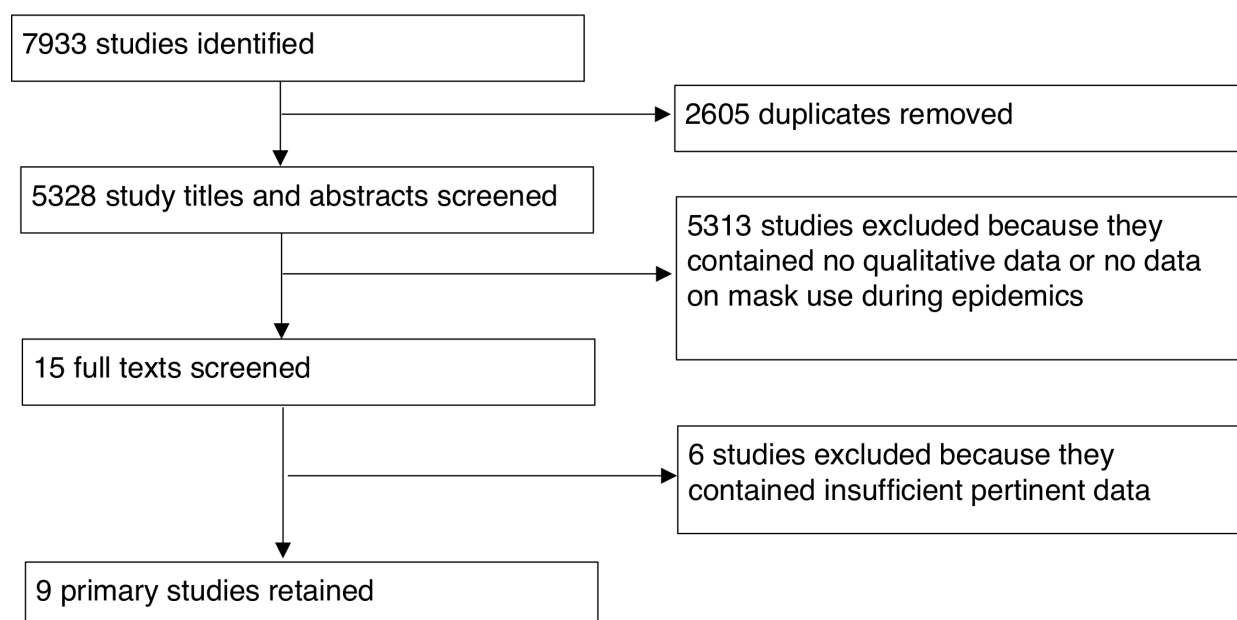 7933 studies identified
2605 duplicates removed
5328 study titles and abstracts screened
5313 studies excluded because they
contained no qualitative data or no data
on mask use during epidemics
15 full texts screened
6 studies excluded because they
contained insufficient pertinent data
9 primary studies retained